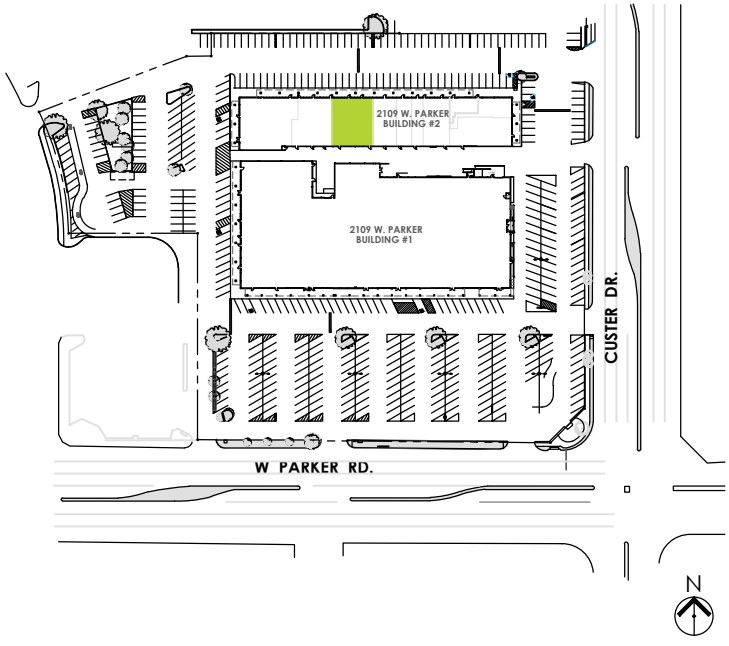 2109 W. PARKER
BUILDING #2
2109 W. PARKER
BUILDING #1
CUSTER DR.
W PARKER RD.
N